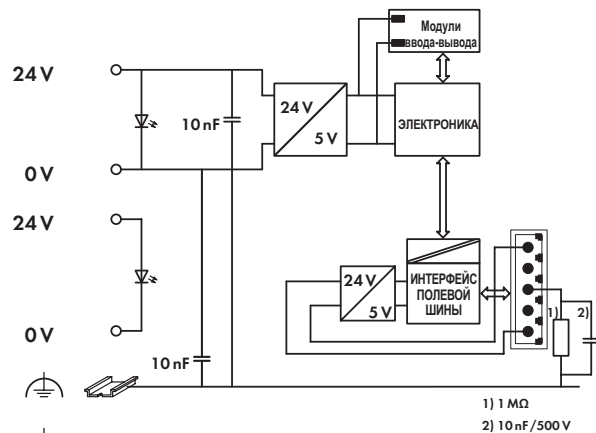 Модули
ввода-вывода
24 V
24 V
10 nF
5 V
ЭЛЕКТРОНИКА
0 V
24 V
24 V
5 V
ИНТЕРФЕЙС
ПОЛЕВОЙ
ШИНЫ
1)
2)
0 V
10 nF
1) 1 MΩ
2) 10 nF/500 V